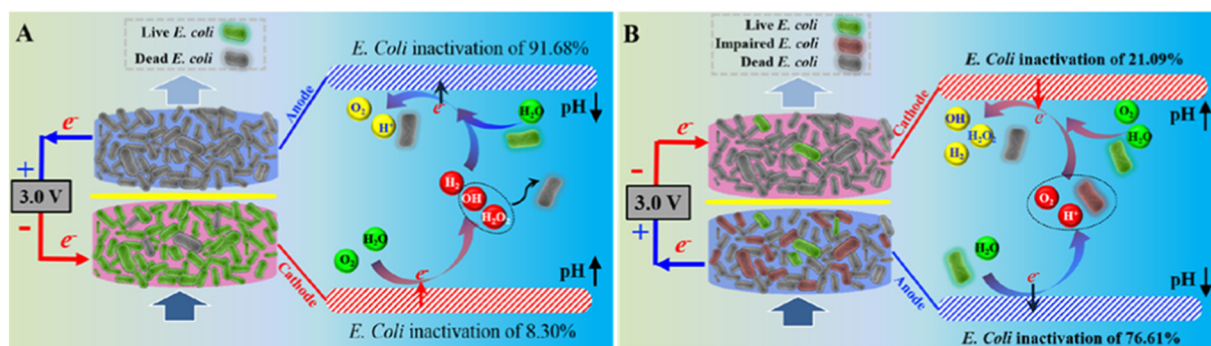 A
Live E. coli
Dead E. coli
E. Coli inactivation of 91.68%
Anode
e-
O₂
H⁺
e-
H₂O
pH
+
3.0 V
-
H₂
OH
H₂O₂
H₂O
O₂
e-
Cathode
e-
pH
E. Coli inactivation of 8.30%
B
Live E. coli
Impaired E. coli
Dead E. coli
E. Coli inactivation of 21.09%
Cathode
e-
OH
H₂O₂
H₂
e-
O₂
H₂O
pH
-
3.0 V
+
O₂
H⁺
H₂O
e-
Anode
e-
pH
E. Coli inactivation of 76.61%